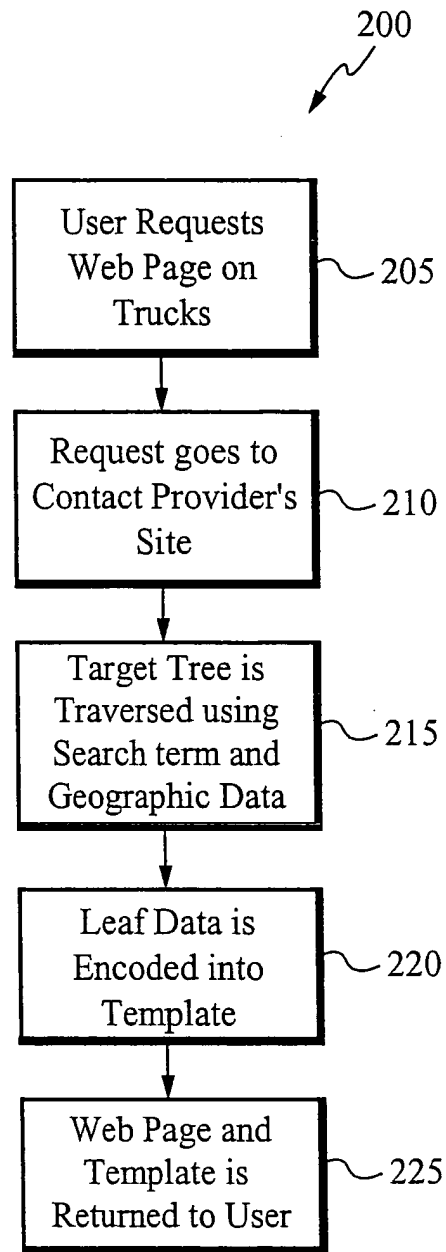 200
User Requests
Web Page on
Trucks
205
Request goes to
Contact Provider's
Site
210
Target Tree is
Traversed using
Search term and
Geographic Data
215
Leaf Data is
Encoded into
Template
220
Web Page and
Template is
Returned to User
225